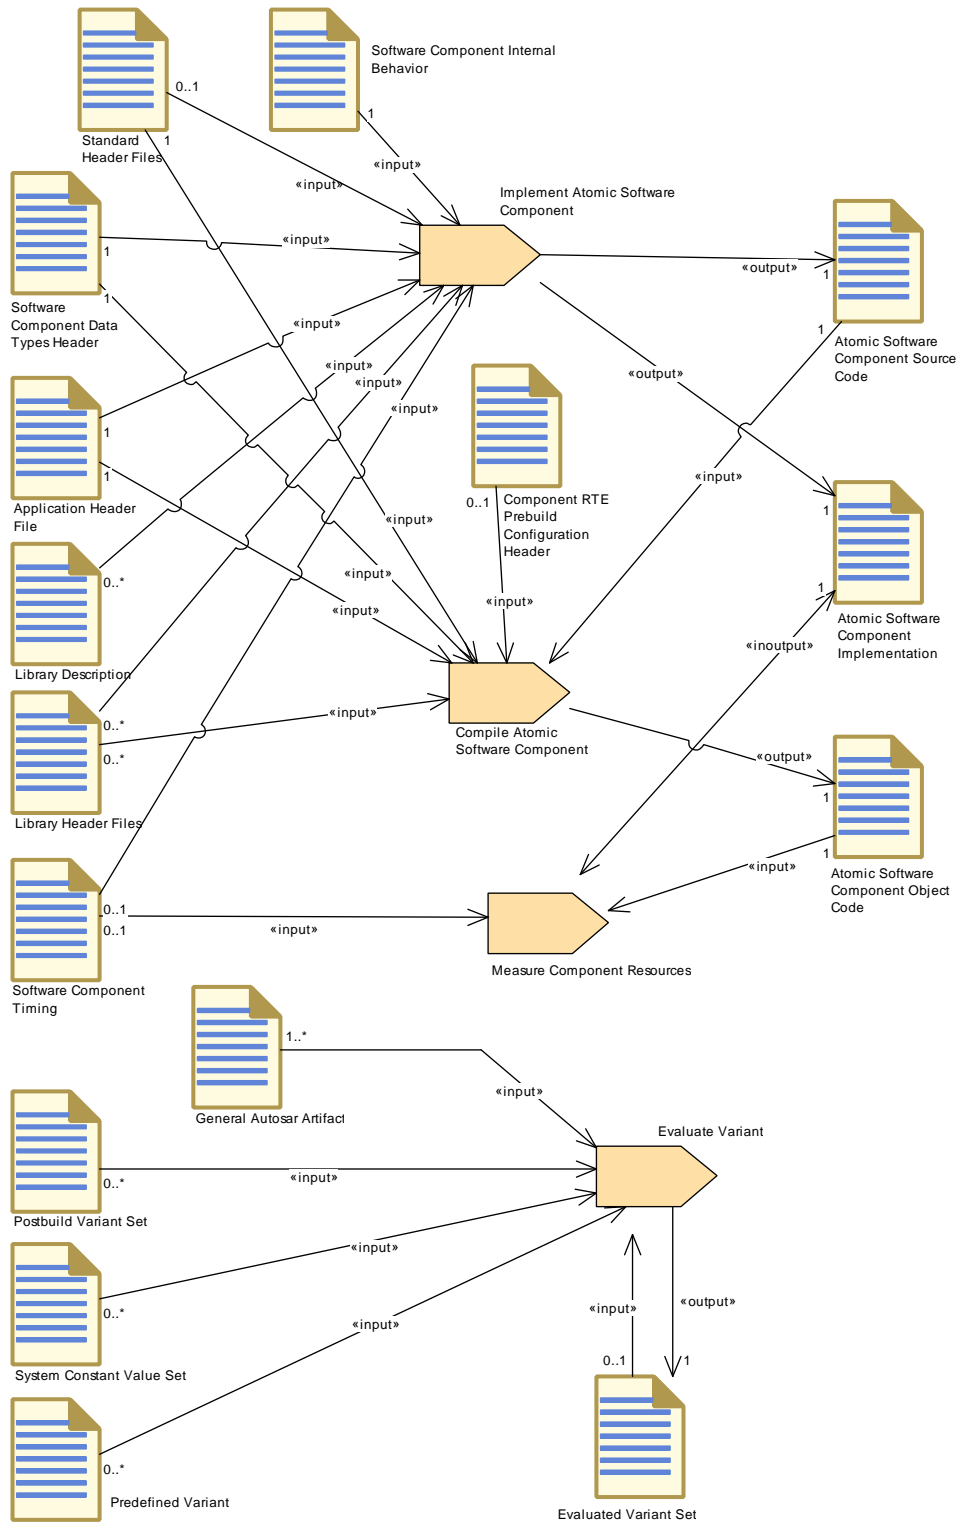 Software Component Internal
Behavior
0..1
1
Standard
Header Files
1
«input»
«input»
Implement Atomic Software
Component
1
«input»
«output»
1
1
Software
Component Data
Types Header
«input»
1
Atomic Software
Component Source
Code
«input»
«output»
«input»
«input»
1
Application Header
File
1
«input»
0..1
Component RTE
Prebuild
Configuration
Header
1
«input»
«input»
0..*
«input»
«input»
1
Atomic Software
Component
Implementation
«inoutput»
Library Description
0..*
«input»
0..*
Compile Atomic
Software Component
«output»
1
Library Header Files
1
«input»
Atomic Software
Component Object
Code
0..1
0..1
«input»
Measure Component Resources
Software Component
Timing
1..*
«input»
General Autosar Artifact
Evaluate Variant
0..*
«input»
Postbuild Variant Set
«input»
0..*
«input»
«output»
«input»
0..1
1
System Constant Value Set
0..*
Predefined Variant
Evaluated Variant Set